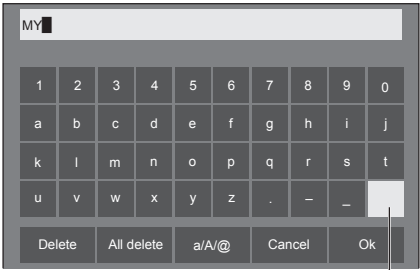 MY
1 2 3 4 5 6 7 8 9 0
a b c d e f g h i j
k l m n o p q r s t
u v w x y z . – _
Delete All delete a/A/@ Cancel Ok